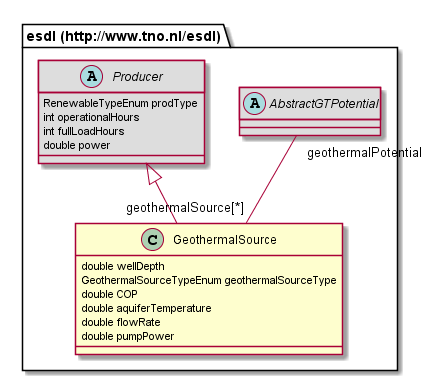 esdl (http://www.tno.nl/esdl)
A Producer
RenewableTypeEnum prodType
int operationalHours
int fullLoadHours
double power
A AbstractGTPotential
geothermalPotential
geothermalSource[*]
C GeothermalSource
double wellDepth
GeothermalSourceTypeEnum geothermalSourceType
double COP
double aquiferTemperature
double flowRate
double pumpPower